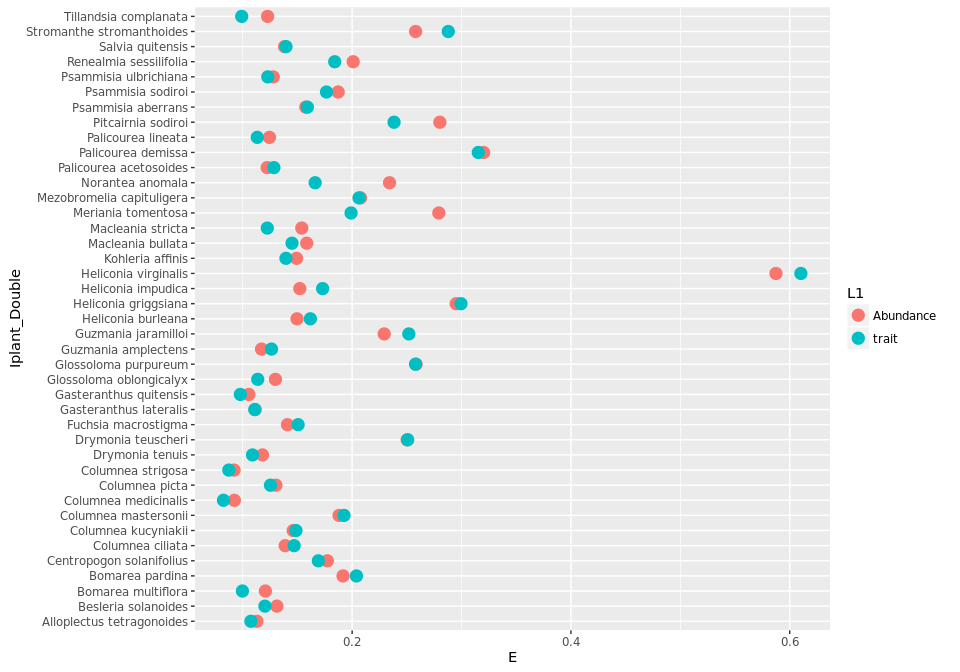 Tillandsia complanata
Stromanthe stromanthoides
Salvia quitensis
Renealmia sessilifolia
Psammisia ulbrichiana
Psammisia sodiroi
Psammisia aberrans
Pitcairnia sodiroi
Palicourea lineata
Palicourea demissa
Palicourea acetosoides
Norantea anomala
Mezobromelia capituligera
Meriania tomentosa
Macleania stricta
Macleania bullata
Kohleria affinis
Heliconia virginalis
Heliconia impudica
Heliconia griggsiana
Heliconia burleana
Guzmania jaramilloi
Guzmania amplectens
Glossoloma purpureum
Glossoloma oblongicalyx
Gasteranthus quitensis
Gasteranthus lateralis
Fuchsia macrostigma
Drymonia teuscheri
Drymonia tenuis
Columnea strigosa
Columnea picta
Columnea medicinalis
Columnea mastersonii
Columnea kucyniakii
Columnea ciliata
Centropogon solanifolius
Bomarea pardina
Bomarea multiflora
Besleria solanoides
Alloplectus tetragonoides
Iplant_Double
0.2 0.4 0.6
E
L1
Abundance
trait